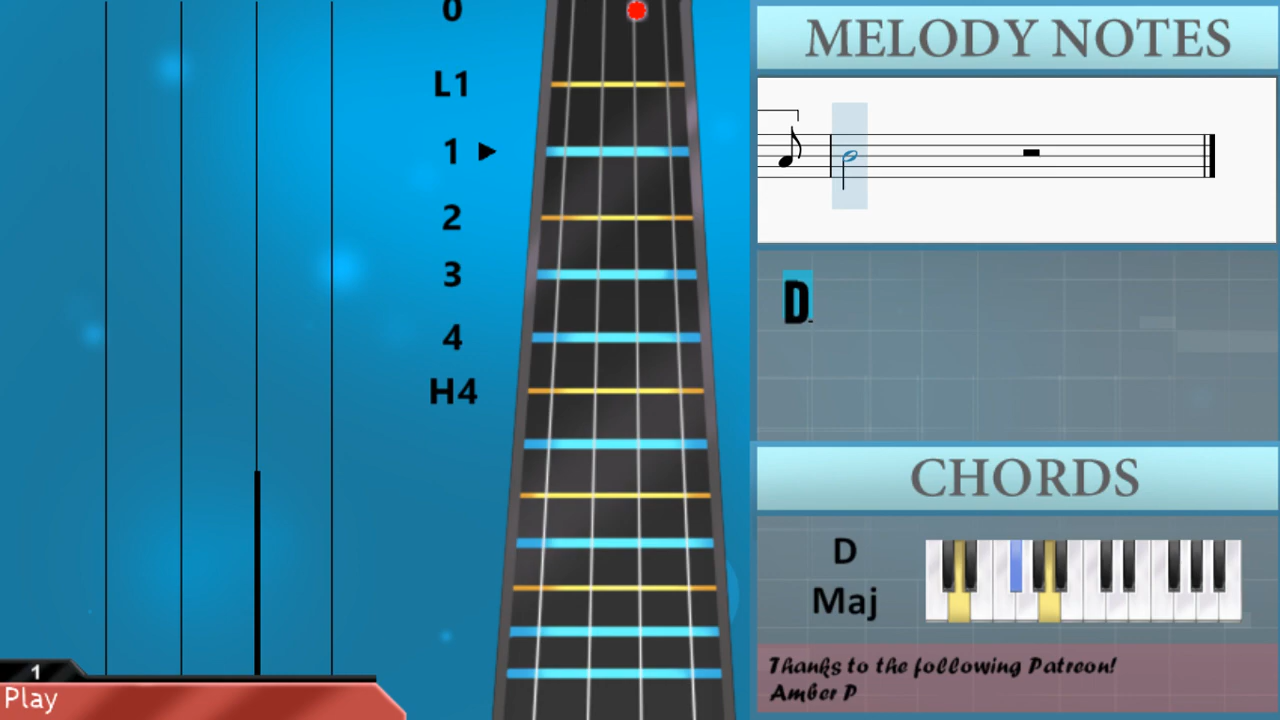 0
L1
1
2
3
4
H4
1
Play
MELODY NOTES
D
CHORDS
D
Maj
Thanks to the following Patreon!
Amber P